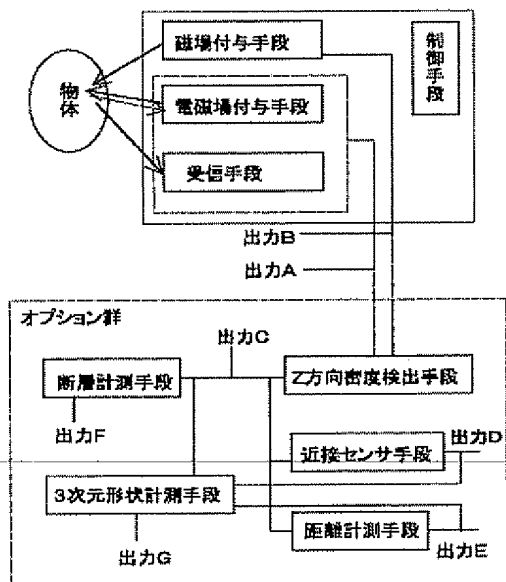 磁場付与手段
制御手段
物体
電磁場付与手段
受信手段
出力B
出力A
オプション群
出力C
断層計測手段
Z方向密度検出手段
出力F
近接センサ手段
出力D
3次元形状計測手段
距離計測手段
出力E
出力G